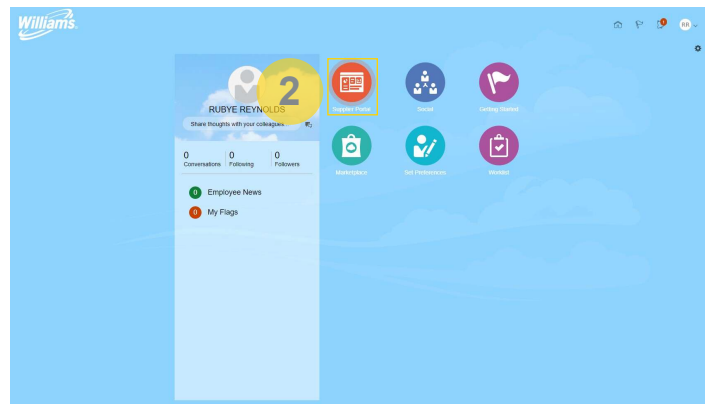 Williams.
RR
2
RUBYE REYNOLDS
Share thoughts with your colleagues...
0 0 0
Conversations Following Followers
0 Employee News
0 My Flags
Supplier Portal Social Getting Started
Marketplace Set Preferences Worklist